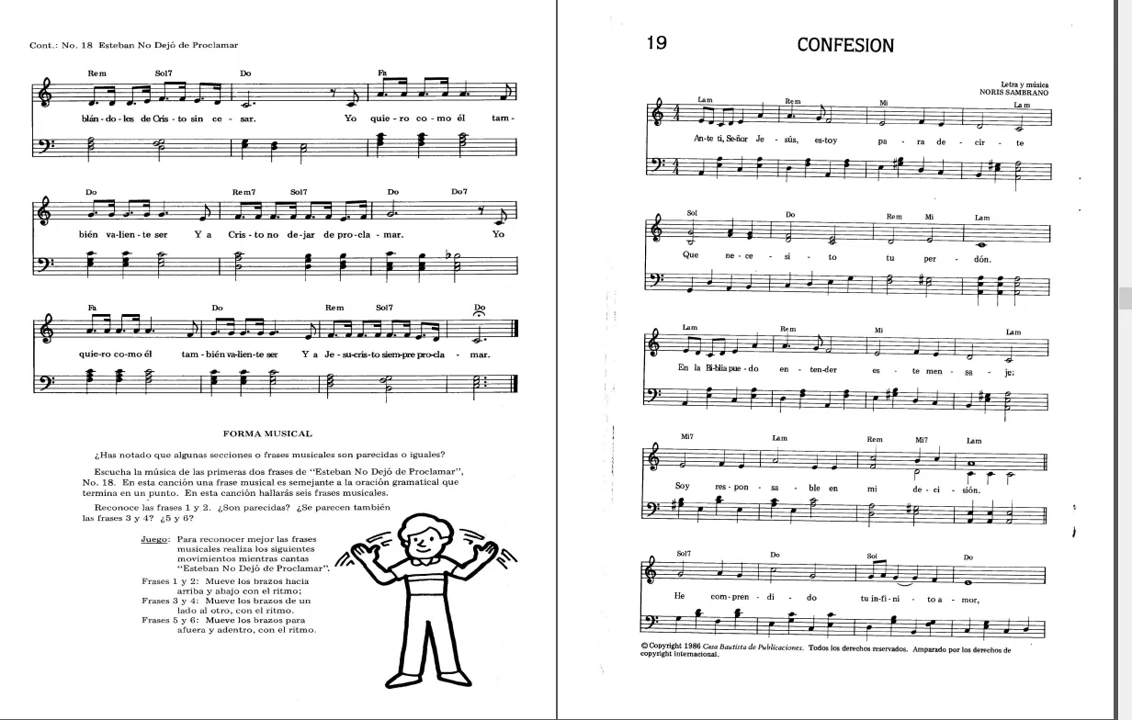 Cont.: No. 18 Esteban No Dejó de Proclamar
Rem Sol7 Do Fa
blán - do - les de Cris - to sin ce - sar. Yo quie - ro co - mo él tam -
Do Rem7 Sol7 Do Do7
bién va-lien - te ser Y a Cris - to no de-jar de pro-cla - mar. Yo
Fa Do Rem Sol7 Do
quie-ro co-mo él tam - bién va-lien-te ser Y a Je - su-cris-to siem-pre pro-cla - mar.
FORMA MUSICAL
¿Has notado que algunas secciones o frases musicales son parecidas o iguales?
Escucha la música de las primeras dos frases de “Esteban No Dejó de Proclamar”,
No. 18. En esta canción una frase musical es semejante a la oración gramatical que
termina en un punto. En esta canción hallarás seis frases musicales.
Reconoce las frases 1 y 2. ¿Son parecidas? ¿Se parecen también
las frases 3 y 4? ¿5 y 6?
Juego: Para reconocer mejor las frases
musicales realiza los siguientes
movimientos mientras cantas
“Esteban No Dejó de Proclamar”.
Frases 1 y 2: Mueve los brazos hacia
arriba y abajo con el ritmo;
Frases 3 y 4: Mueve los brazos de un
lado al otro, con el ritmo.
Frases 5 y 6: Mueve los brazos para
afuera y adentro, con el ritmo.
19 CONFESION
Letra y música
NORIS SAMBRANO
Lam Rem Mi Lam
An-te ti, Se-ñor Je - sús, es-toy pa - ra de - cir - te
Sol Do Rem Mi Lam
Que ne - ce - si - to tu per - dón.
Lam Rem Mi Lam
En la Bi-blia pue - do en - ten-der es - te men - sa - je;
Mi7 Lam Rem Mi7 Lam
Soy res - pon - sa - ble en mi de - ci - sión.
Sol7 Do Sol Do
He com-pren - di - do tu in-fi - ni - to a - mor,
© Copyright 1986 Casa Bautista de Publicaciones. Todos los derechos reservados. Amparado por los derechos de
copyright internacional.